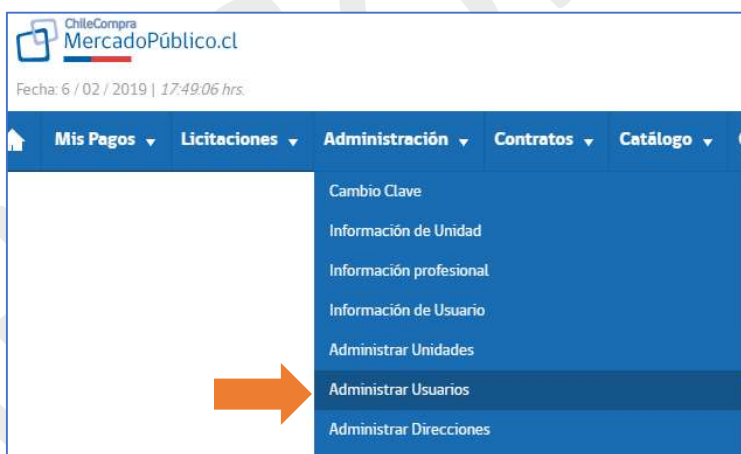 ChileCompra
MercadoPúblico.cl
Fecha: 6 / 02 / 2019 | 17:49:06 hrs.
Mis Pagos Licitaciones Administración Contratos Catálogo
Cambio Clave
Información de Unidad
Información profesional
Información de Usuario
Administrar Unidades
Administrar Usuarios
Administrar Direcciones